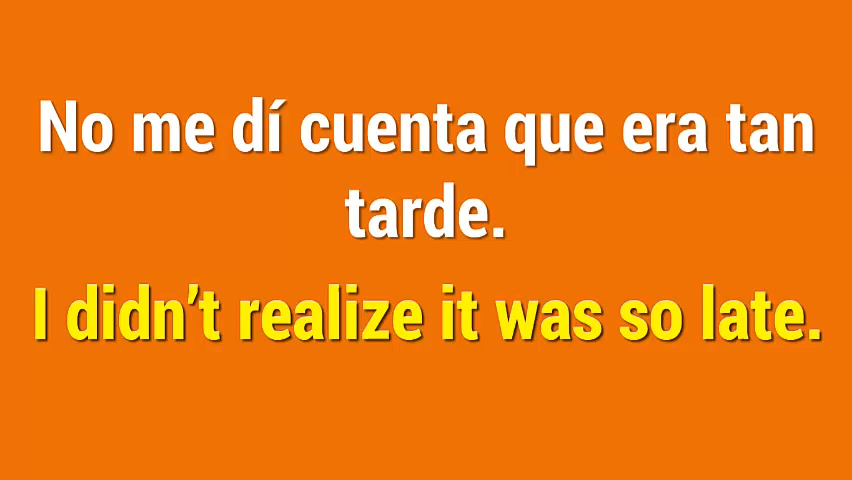 No me dí cuenta que era tan
tarde.
I didn’t realize it was so late.